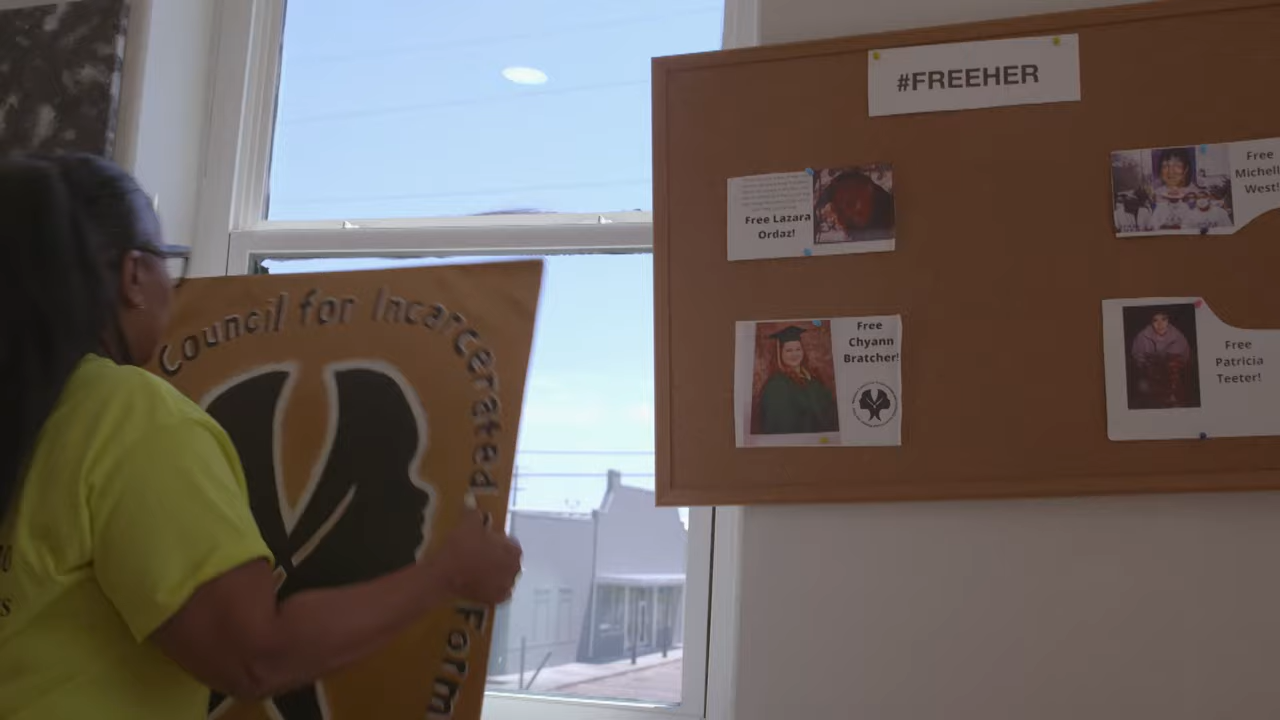 #FREEHER
Free Lazara
Ordaz!
Free
Michell
West!
Free
Chyann
Bratcher!
Free
Patricia
Teeter!
Council for Incarcerated
Form